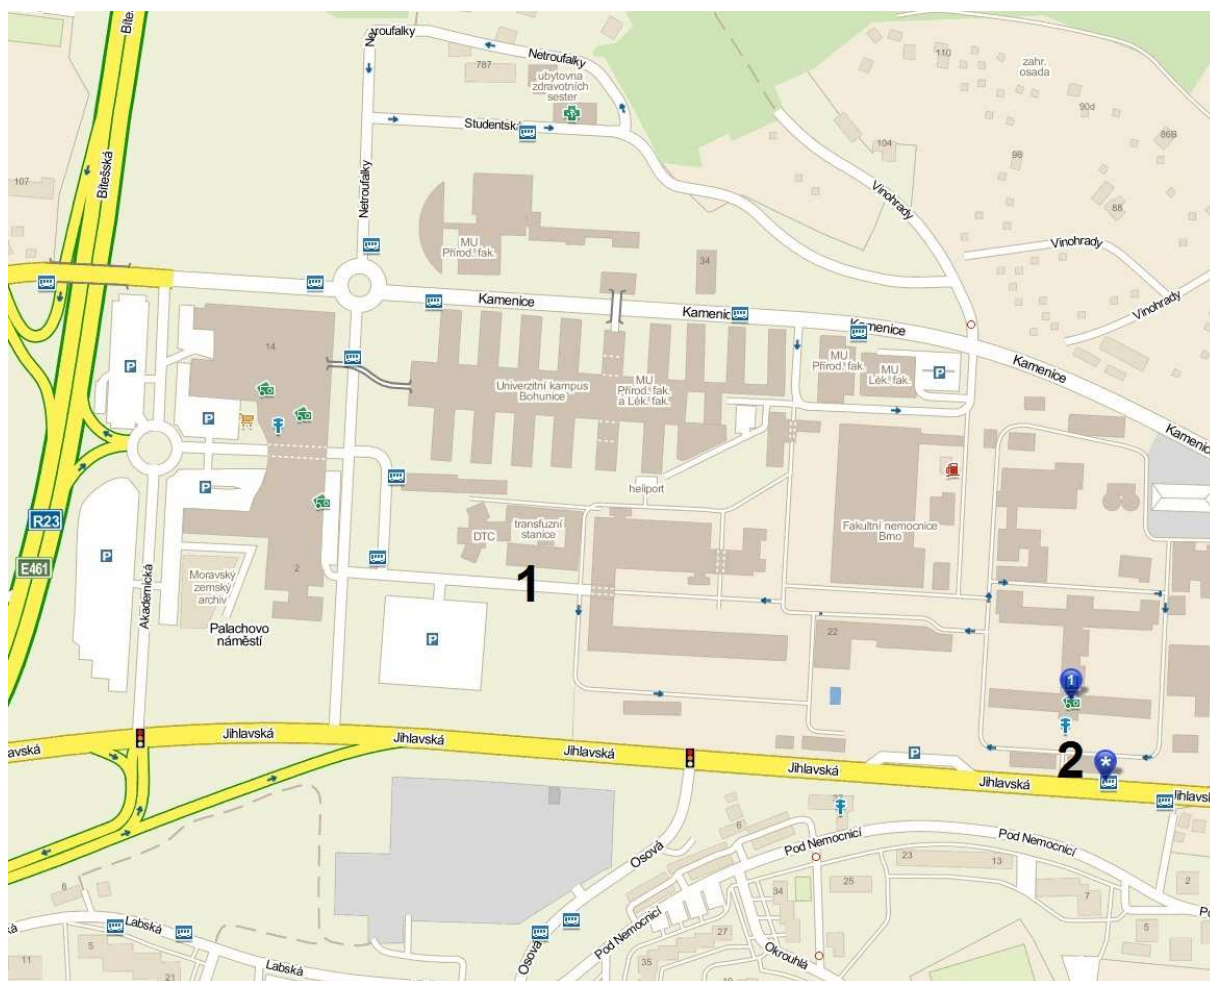 Netroufalky
Netroufalky
787
ubytovna
zdravotních
sester
Studentská
Bítešská
Netroufalky
107
zahr.
osada
110
90d
86B
104
96
88
Vinohrady
Vinohrady
Vinohrady
MU
Přírod. fak.
34
Kamenice
Kamenice
Kamenice
Kamenice
Kamenice
14
Univerzitní kampus
Bohunice
MU
Přírod. fak.
a Lék. fak.
MU
Přírod. fak.
MU
Lék. fak.
P
P
P
P
P
heliport
R23
E461
DTC
transfuzní
stanice
Fakultní nemocnice
Brno
1
Moravský
zemský
archiv
2
Akademická
Palachovo
náměstí
P
22
1
2
*
P
Jihlavská
Jihlavská
Jihlavská
Jihlavská
Jihlavská
Osová
6
Pod Nemocnicí
Pod Nemocnicí
23
13
25
34
7
2
8
Labská
Labská
5
11
21
Osová
Pod Nemocnicí
27
35
Okrouhlá
5